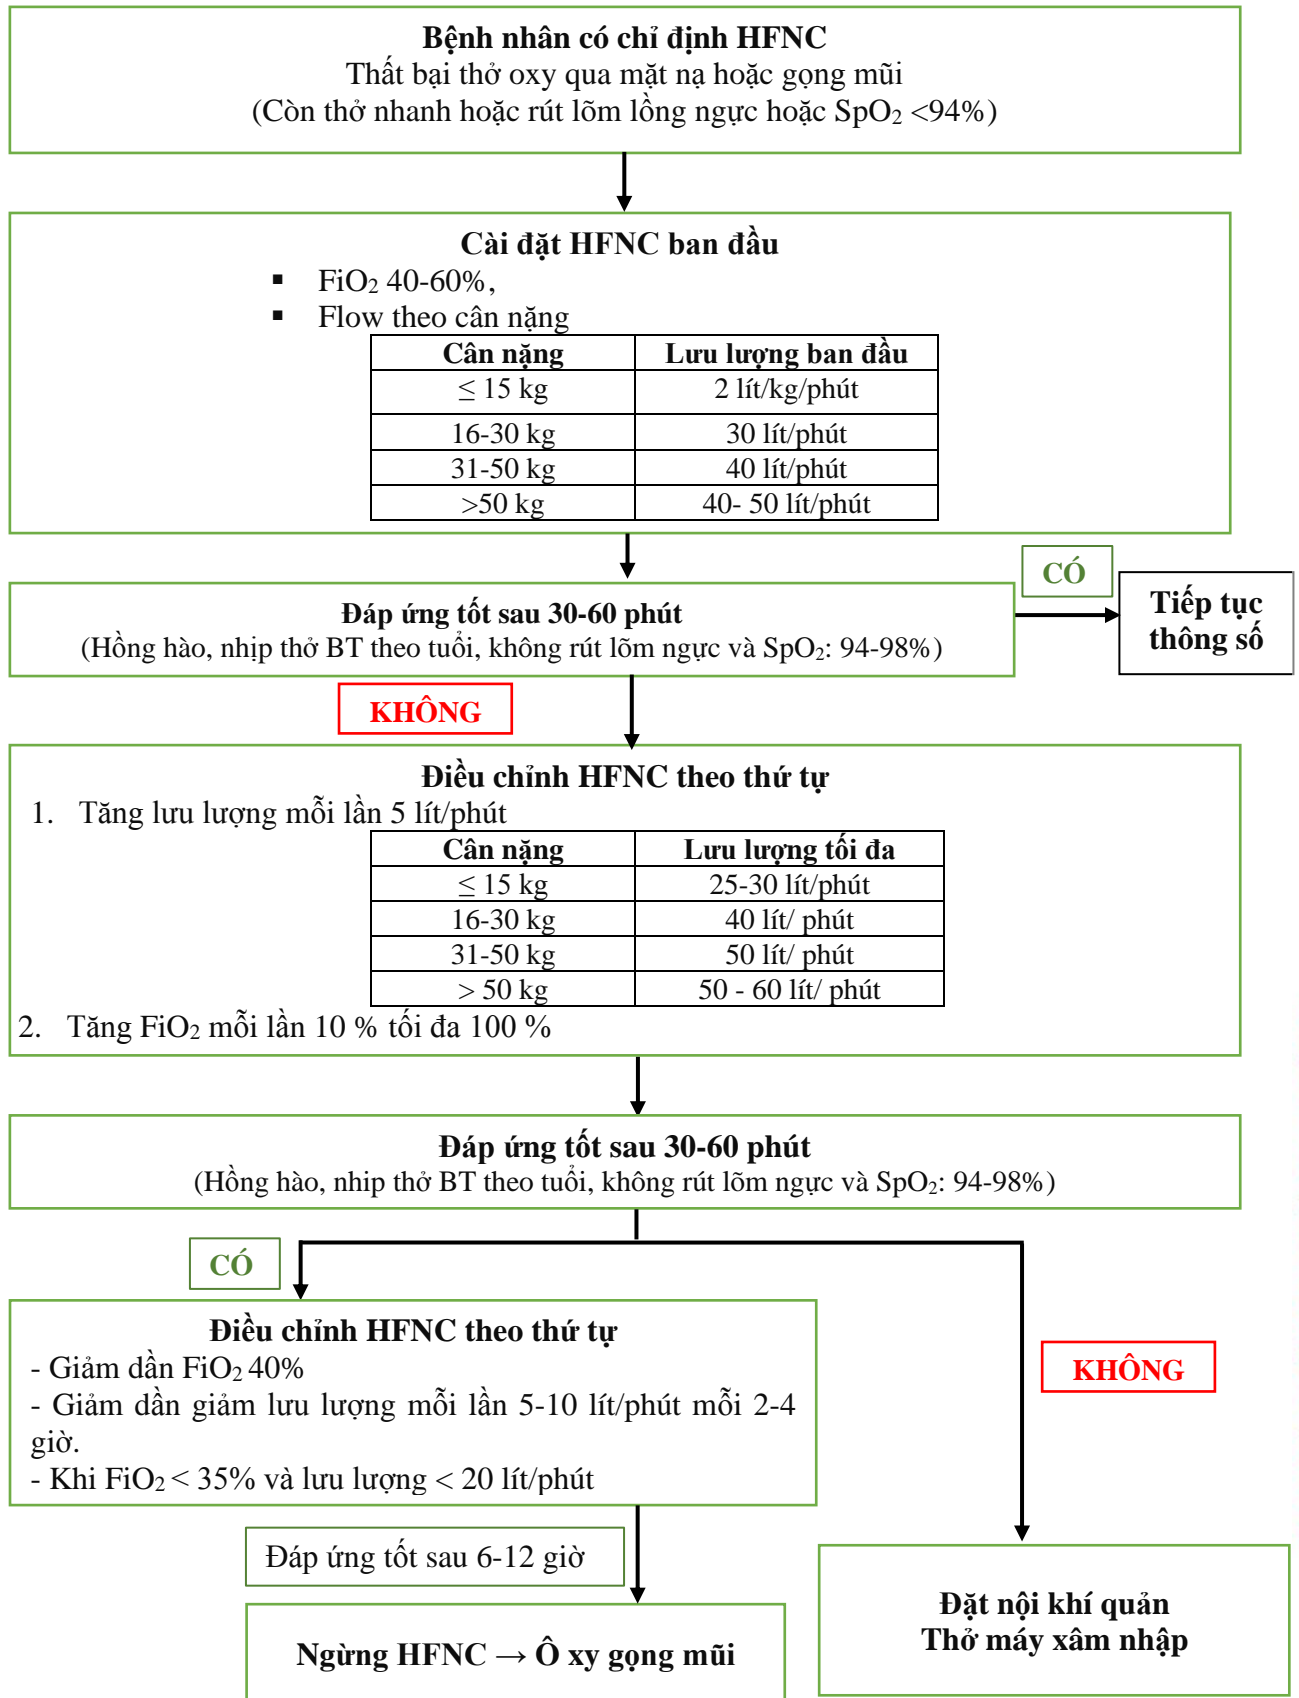 Bệnh nhân có chỉ định HFNC
Thất bại thở oxy qua mặt nạ hoặc gọng mũi
(Còn thở nhanh hoặc rút lõm lồng ngực hoặc SpO₂ <94%)
Cài đặt HFNC ban đầu
▪ FiO₂ 40-60%,
▪ Flow theo cân nặng
Cân nặng Lưu lượng ban đầu
≤ 15 kg 2 lít/kg/phút
16-30 kg 30 lít/phút
31-50 kg 40 lít/phút
>50 kg 40- 50 lít/phút
Đáp ứng tốt sau 30-60 phút
(Hồng hào, nhịp thở BT theo tuổi, không rút lõm ngực và SpO₂: 94-98%)
CÓ
Tiếp tục
thông số
KHÔNG
Điều chỉnh HFNC theo thứ tự
1. Tăng lưu lượng mỗi lần 5 lít/phút
Cân nặng Lưu lượng tối đa
≤ 15 kg 25-30 lít/phút
16-30 kg 40 lít/ phút
31-50 kg 50 lít/ phút
> 50 kg 50 - 60 lít/ phút
2. Tăng FiO₂ mỗi lần 10 % tối đa 100 %
Đáp ứng tốt sau 30-60 phút
(Hồng hào, nhip thở BT theo tuổi, không rút lõm ngực và SpO₂: 94-98%)
CÓ
Điều chỉnh HFNC theo thứ tự
- Giảm dần FiO₂ 40%
- Giảm dần giảm lưu lượng mỗi lần 5-10 lít/phút mỗi 2-4
giờ.
- Khi FiO₂ < 35% và lưu lượng < 20 lít/phút
KHÔNG
Đáp ứng tốt sau 6-12 giờ
Ngừng HFNC → Ô xy gọng mũi
Đặt nội khí quản
Thở máy xâm nhập